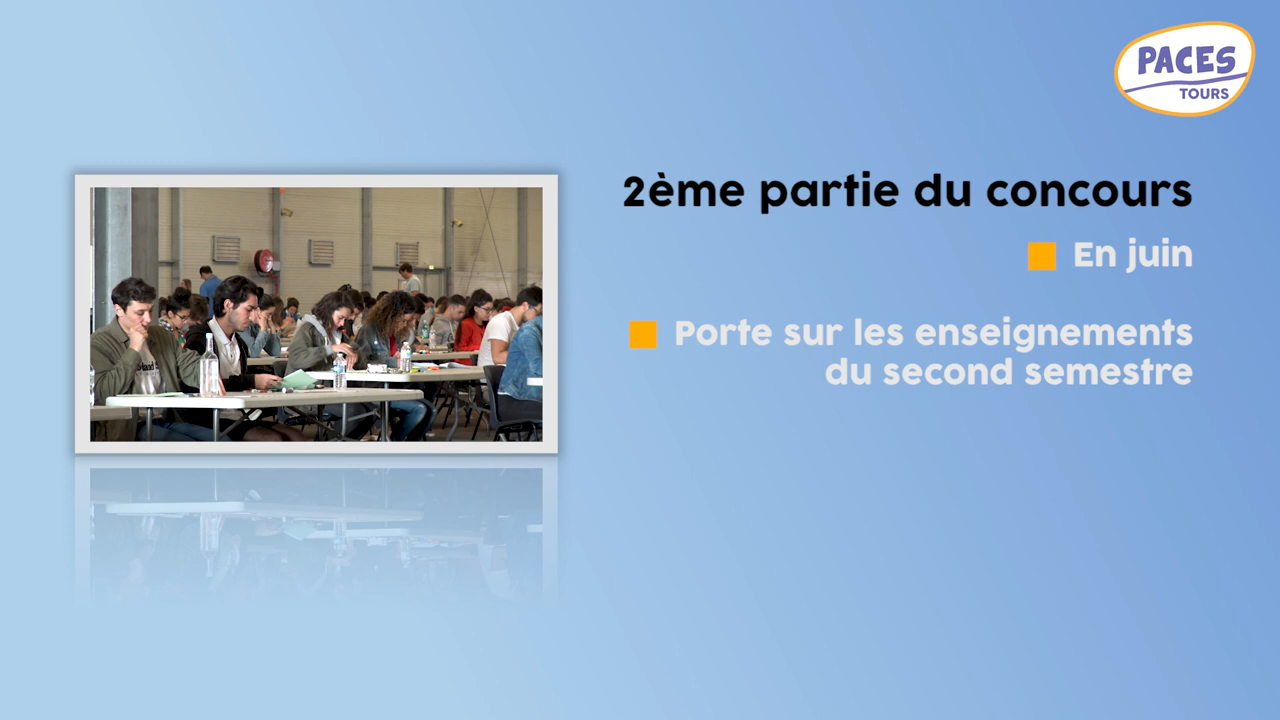 PACES
TOURS
2ème partie du concours
En juin
Porte sur les enseignements
du second semestre